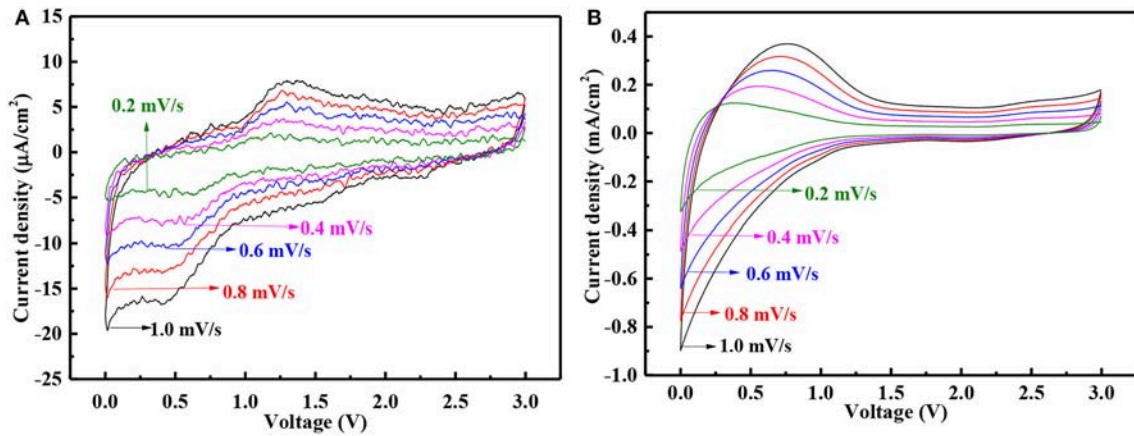 A
Current density (μA/cm²)
15
10
5
0
-5
-10
-15
-20
-25
0.2 mV/s
0.4 mV/s
0.6 mV/s
0.8 mV/s
1.0 mV/s
0.0 0.5 1.0 1.5 2.0 2.5 3.0
Voltage (V)
B
Current density (mA/cm²)
0.4
0.2
0.0
-0.2
-0.4
-0.6
-0.8
-1.0
0.2 mV/s
0.4 mV/s
0.6 mV/s
0.8 mV/s
1.0 mV/s
0.0 0.5 1.0 1.5 2.0 2.5 3.0
Voltage (V)